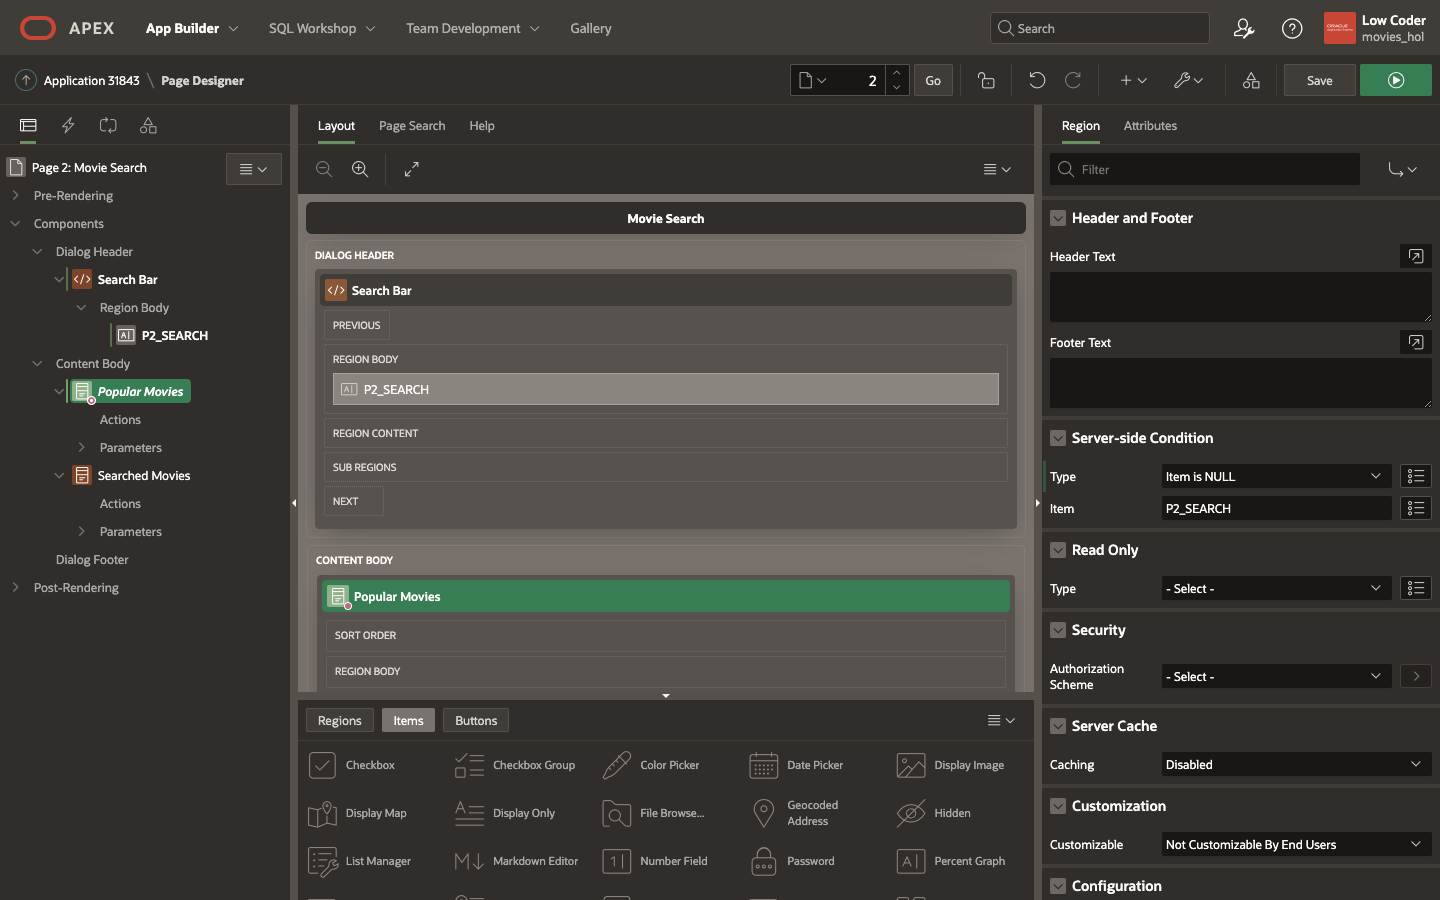 APEX
App Builder
SQL Workshop
Team Development
Gallery
Search
Low Coder
movies_hol
Application 31843 \ Page Designer
2
Go
Save
Page 2: Movie Search
Pre-Rendering
Components
Dialog Header
Search Bar
Region Body
P2_SEARCH
Content Body
Popular Movies
Actions
Parameters
Searched Movies
Actions
Parameters
Dialog Footer
Post-Rendering
Layout
Page Search
Help
Movie Search
DIALOG HEADER
Search Bar
PREVIOUS
REGION BODY
P2_SEARCH
REGION CONTENT
SUB REGIONS
NEXT
CONTENT BODY
Popular Movies
SORT ORDER
REGION BODY
Regions
Items
Buttons
Checkbox
Checkbox Group
Color Picker
Date Picker
Display Image
Display Map
Display Only
File Browse...
Geocoded
Address
Hidden
List Manager
Markdown Editor
Number Field
Password
Percent Graph
Region
Attributes
Filter
Header and Footer
Header Text
Footer Text
Server-side Condition
Type
Item is NULL
Item
P2_SEARCH
Read Only
Type
- Select -
Security
Authorization
Scheme
- Select -
Server Cache
Caching
Disabled
Customization
Customizable
Not Customizable By End Users
Configuration